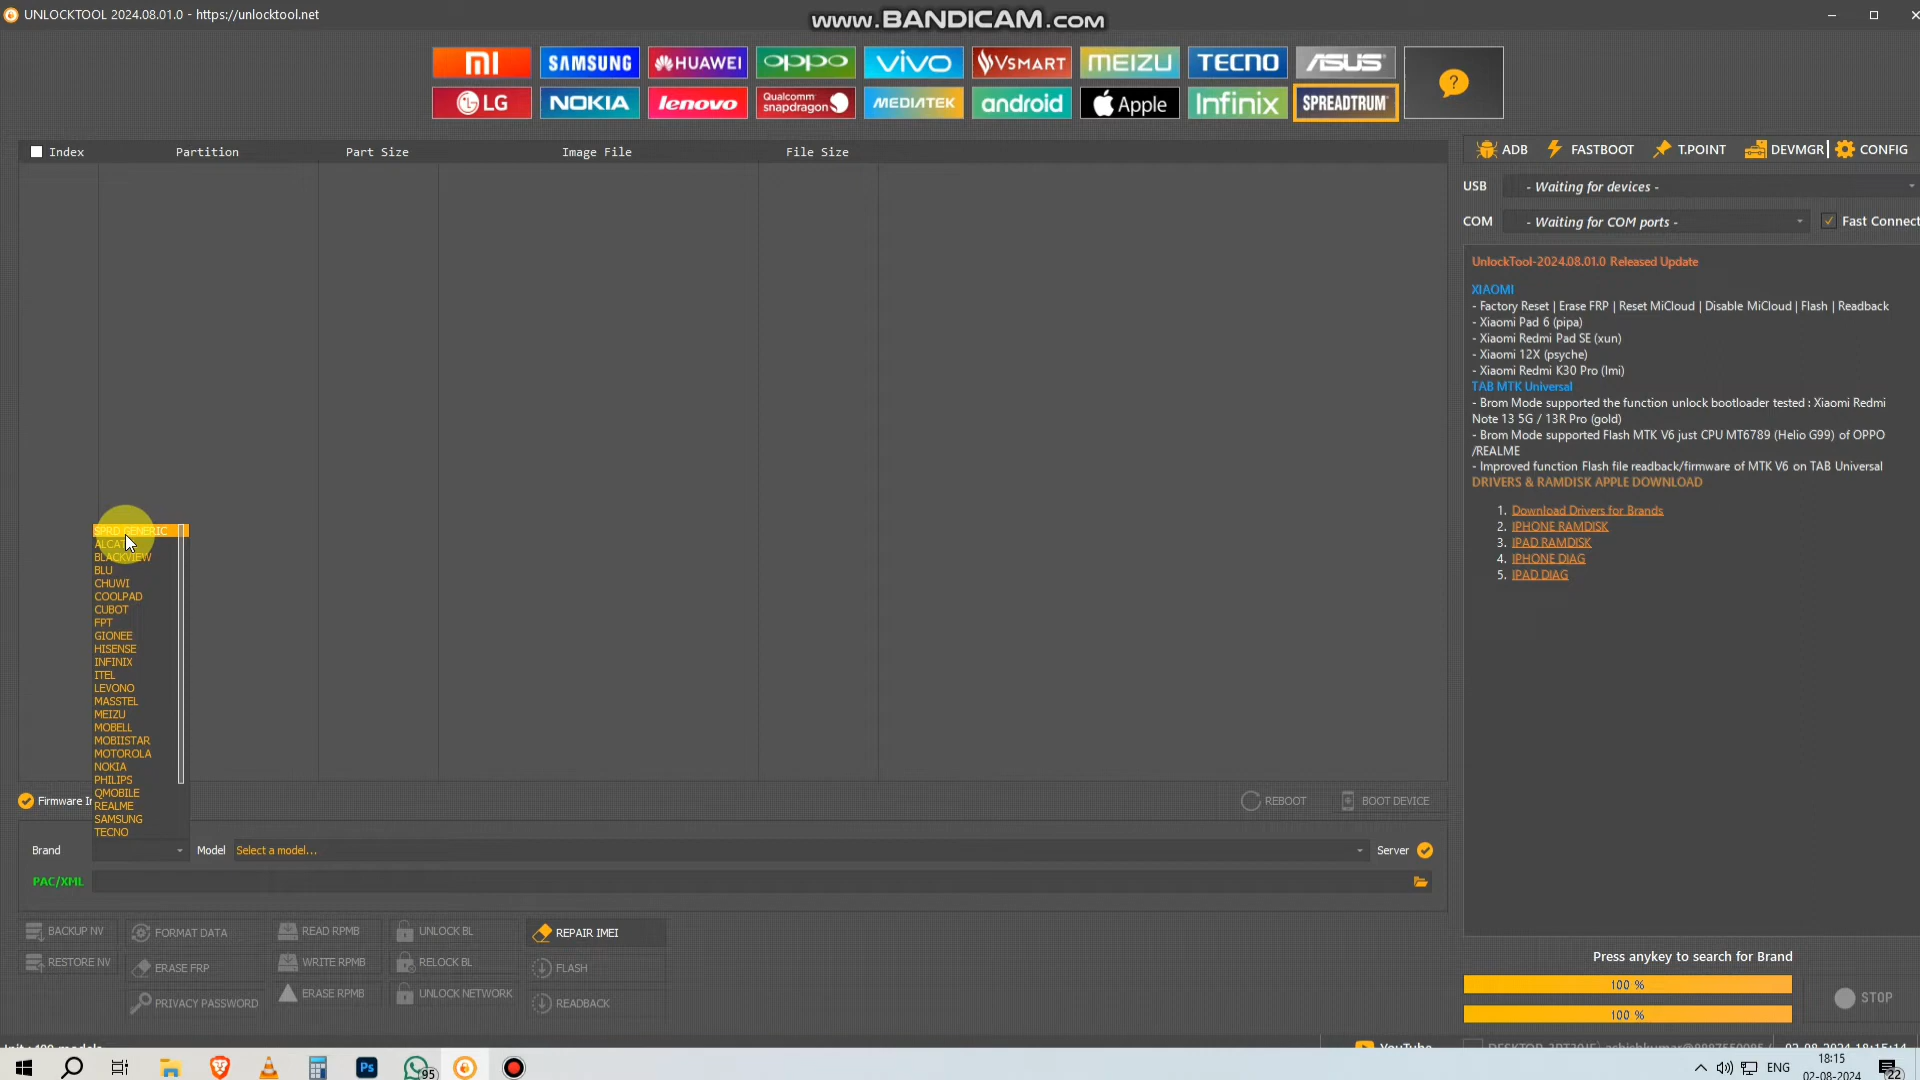 UNLOCKTOOL 2024.08.01.0 - https://unlocktool.net
www.BANDICAM.com
MI SAMSUNG HUAWEI oppo vivo VSMART MEIZU TECNO ASUS ?
LG NOKIA lenovo Qualcomm snapdragon MEDIATEK android Apple Infinix SPREADTRUM
Index Partition Part Size Image File File Size
ADB FASTBOOT T.POINT DEVMGR CONFIG
USB - Waiting for devices -
COM - Waiting for COM ports - Fast Connect
UnlockTool-2024.08.01.0 Released Update
XIAOMI
- Factory Reset | Erase FRP | Reset MiCloud | Disable MiCloud | Flash | Readback
- Xiaomi Pad 6 (pipa)
- Xiaomi Redmi Pad SE (xun)
- Xiaomi 12X (psyche)
- Xiaomi Redmi K30 Pro (lmi)
TAB MTK Universal
- Brom Mode supported the function unlock bootloader tested : Xiaomi Redmi
Note 13 5G / 13R Pro (gold)
- Brom Mode supported Flash MTK V6 just CPU MT6789 (Helio G99) of OPPO
/REALME
- Improved function Flash file readback/firmware of MTK V6 on TAB Universal
DRIVERS & RAMDISK APPLE DOWNLOAD
1. Download Drivers for Brands
2. IPHONE RAMDISK
3. IPAD RAMDISK
4. IPHONE DIAG
5. IPAD DIAG
SPRD GENERIC
BLACKVIEW
BLU
CHUWI
COOLPAD
CUBOT
FPT
GIONEE
HISENSE
INFINIX
ITEL
LEVONO
MASSTEL
MEIZU
MOBELL
MOBIISTAR
MOTOROLA
NOKIA
PHILIPS
QMOBILE
REALME
SAMSUNG
TECNO
Firmware REBOOT BOOT DEVICE
Brand Model Select a model... Server
PAC/XML
BACKUP NV FORMAT DATA READ RPMB UNLOCK BL REPAIR IMEI
RESTORE NV ERASE FRP WRITE RPMB RELOCK BL FLASH
PRIVACY PASSWORD ERASE RPMB UNLOCK NETWORK READBACK
Press anykey to search for Brand
100 %
100 %
STOP
YouTube
Ps 95 ENG 18:15
02-08-2024 22